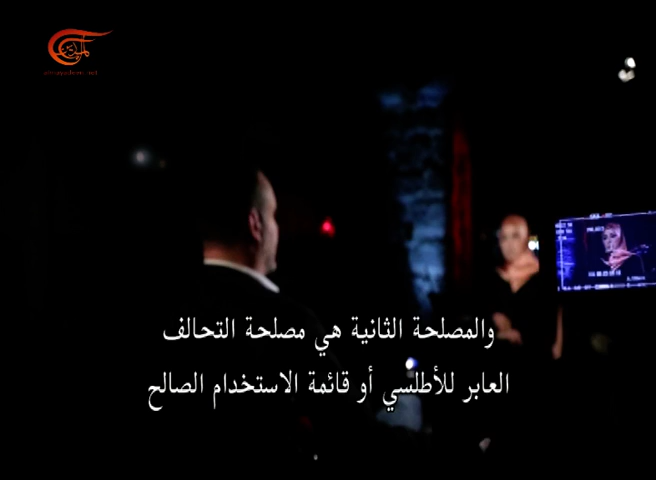 والمصلحة الثانية هي مصلحة التحالف
العابر للأطلسي أو قائمة الاستخدام الصالح